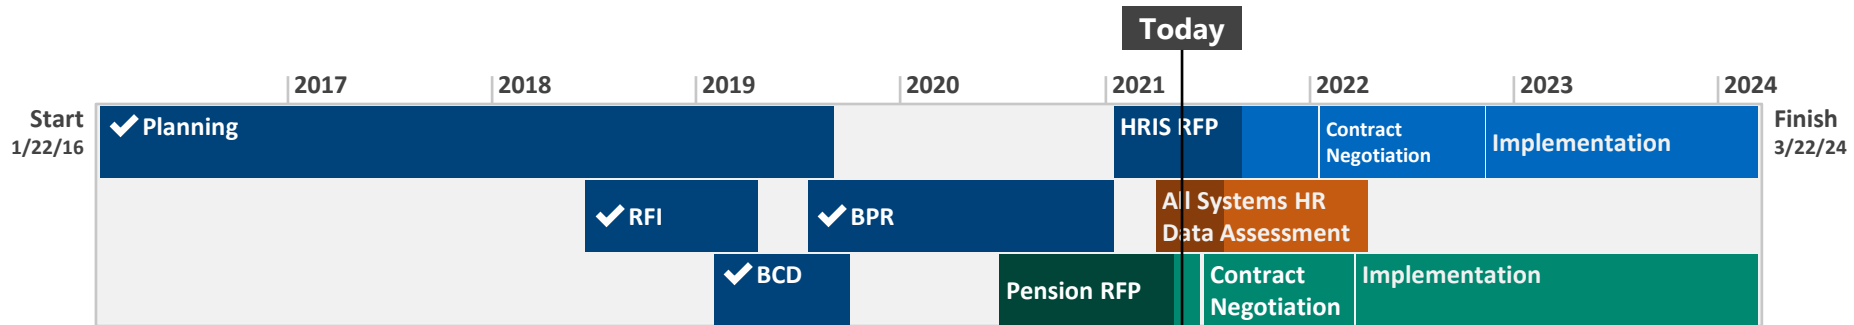 Today
2017 2018 2019 2020 2021 2022 2023 2024
Start
1/22/16
Planning
HRIS RFP
Contract
Negotiation
Implementation
Finish
3/22/24
RFI
BPR
All Systems HR
Data Assessment
BCD
Pension RFP
Contract
Negotiation
Implementation